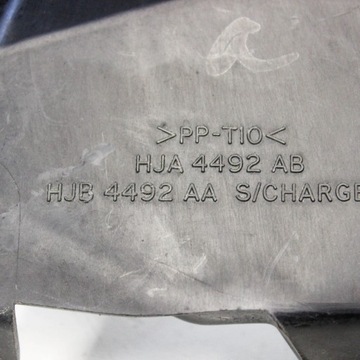 >PP-T10<
HJA 4492 AB
HJB 4492 AA S/CHARGE